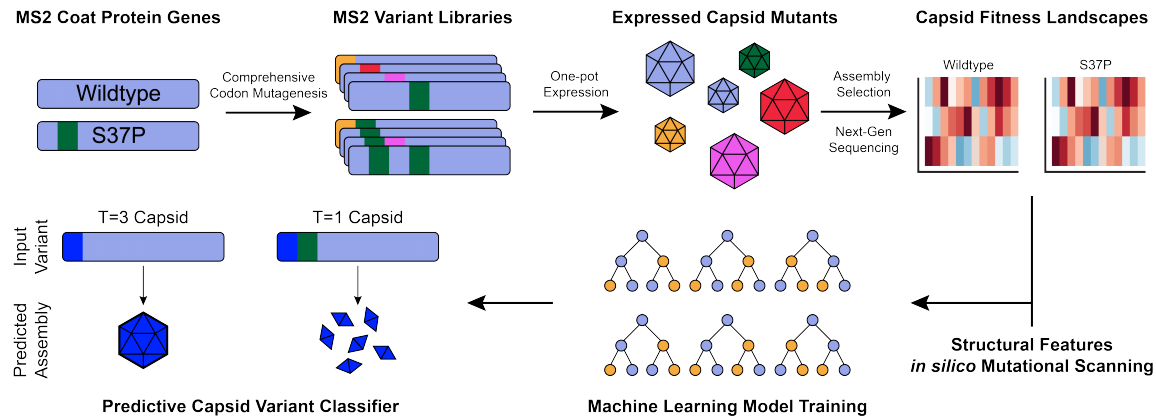 MS2 Coat Protein Genes
MS2 Variant Libraries
Expressed Capsid Mutants
Capsid Fitness Landscapes
Wildtype
S37P
Comprehensive
Codon Mutagenesis
One-pot
Expression
Assembly
Selection
Next-Gen
Sequencing
Wildtype
S37P
T=3 Capsid
T=1 Capsid
Input
Variant
Predicted
Assembly
Structural Features
in silico Mutational Scanning
Predictive Capsid Variant Classifier
Machine Learning Model Training